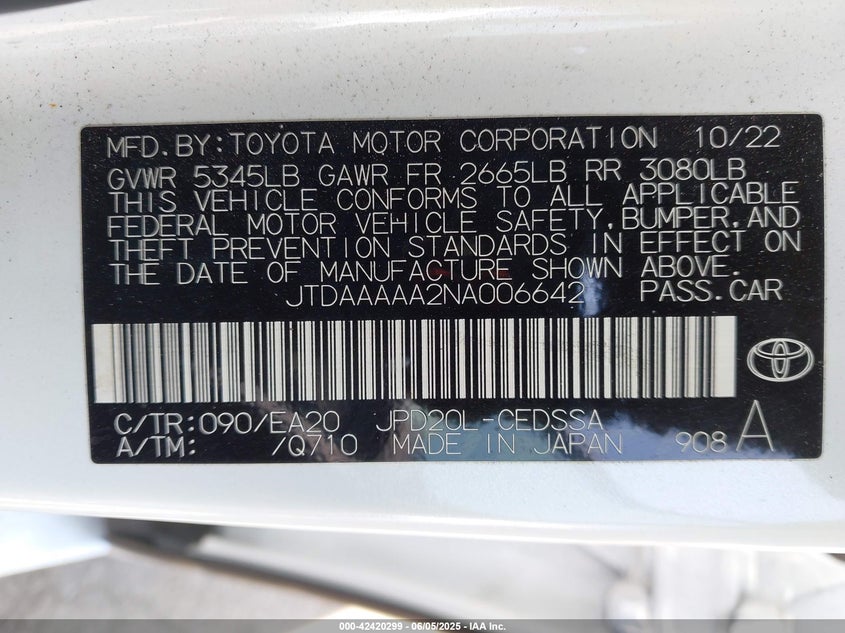 MFD.BY:TOYOTA MOTOR CORPORATION 10/22
GVWR 5345LB GAWR FR 2665LB RR 3080LB
THIS VEHICLE CONFORMS TO ALL APPLICABLE
FEDERAL MOTOR VEHICLE SAFETY,BUMPER,AND
THEFT PREVENTION STANDARDS IN EFFECT ON
THE DATE OF MANUFACTURE SHOWN ABOVE.
JTDAAAAA2NA006642 PASS.CAR
C/TR:090/EA20 JPD20L-CEDSSA
A/TM: /Q710 MADE IN JAPAN 908 A
000-42420299 - 06/05/2025 - IAA Inc.